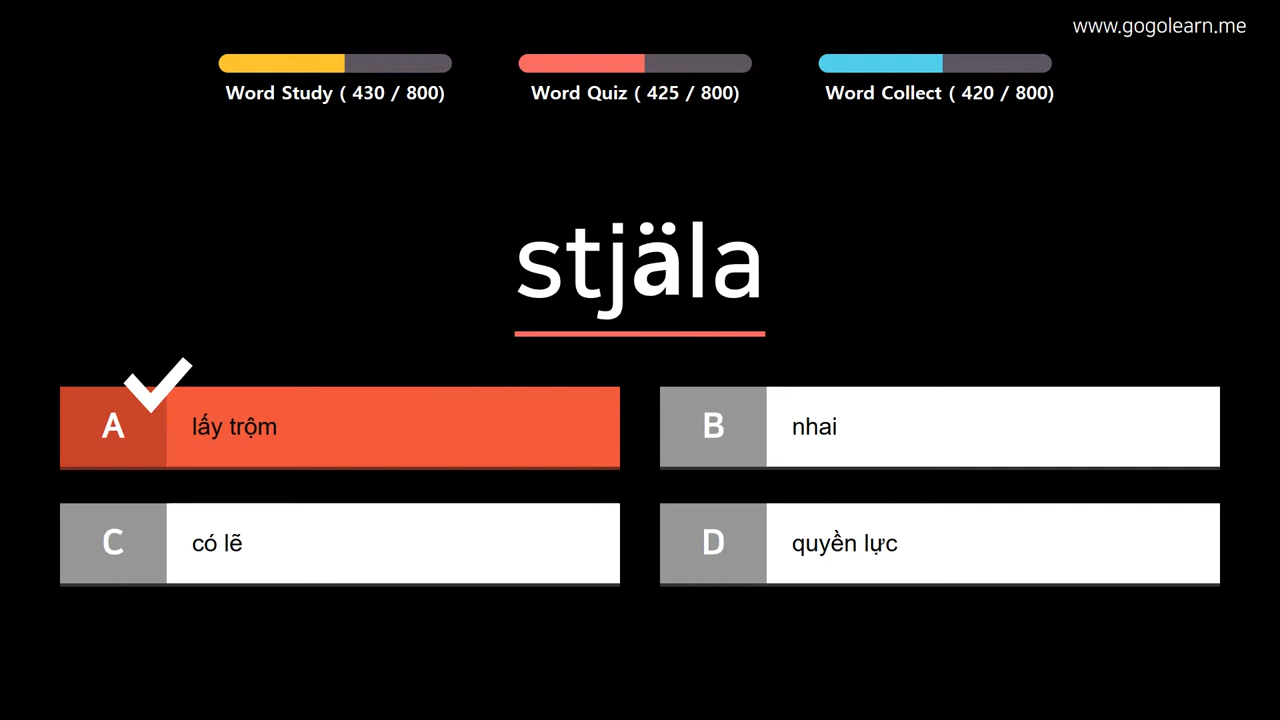 www.gogolearn.me
Word Study ( 430 / 800)
Word Quiz ( 425 / 800)
Word Collect ( 420 / 800)
stjäla
A lấy trộm
B nhai
C có lẽ
D quyền lực